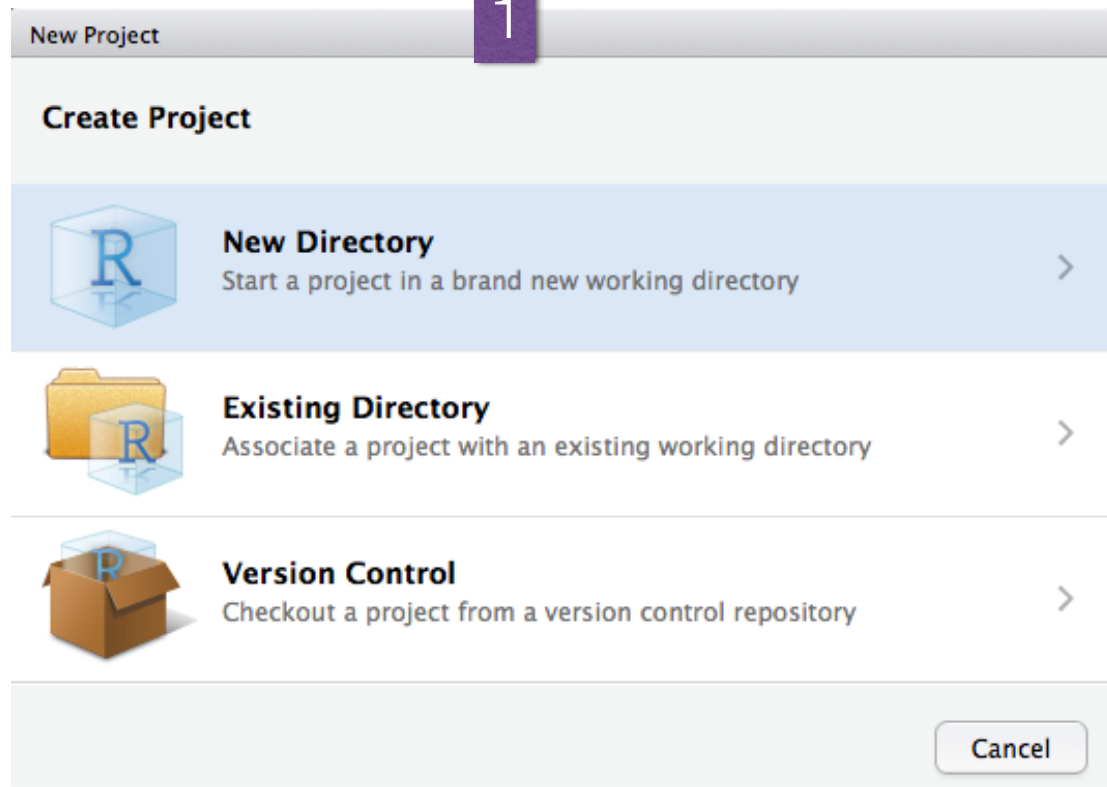 1
New Project
Create Project
R
New Directory
Start a project in a brand new working directory
R
Existing Directory
Associate a project with an existing working directory
R
Version Control
Checkout a project from a version control repository
Cancel